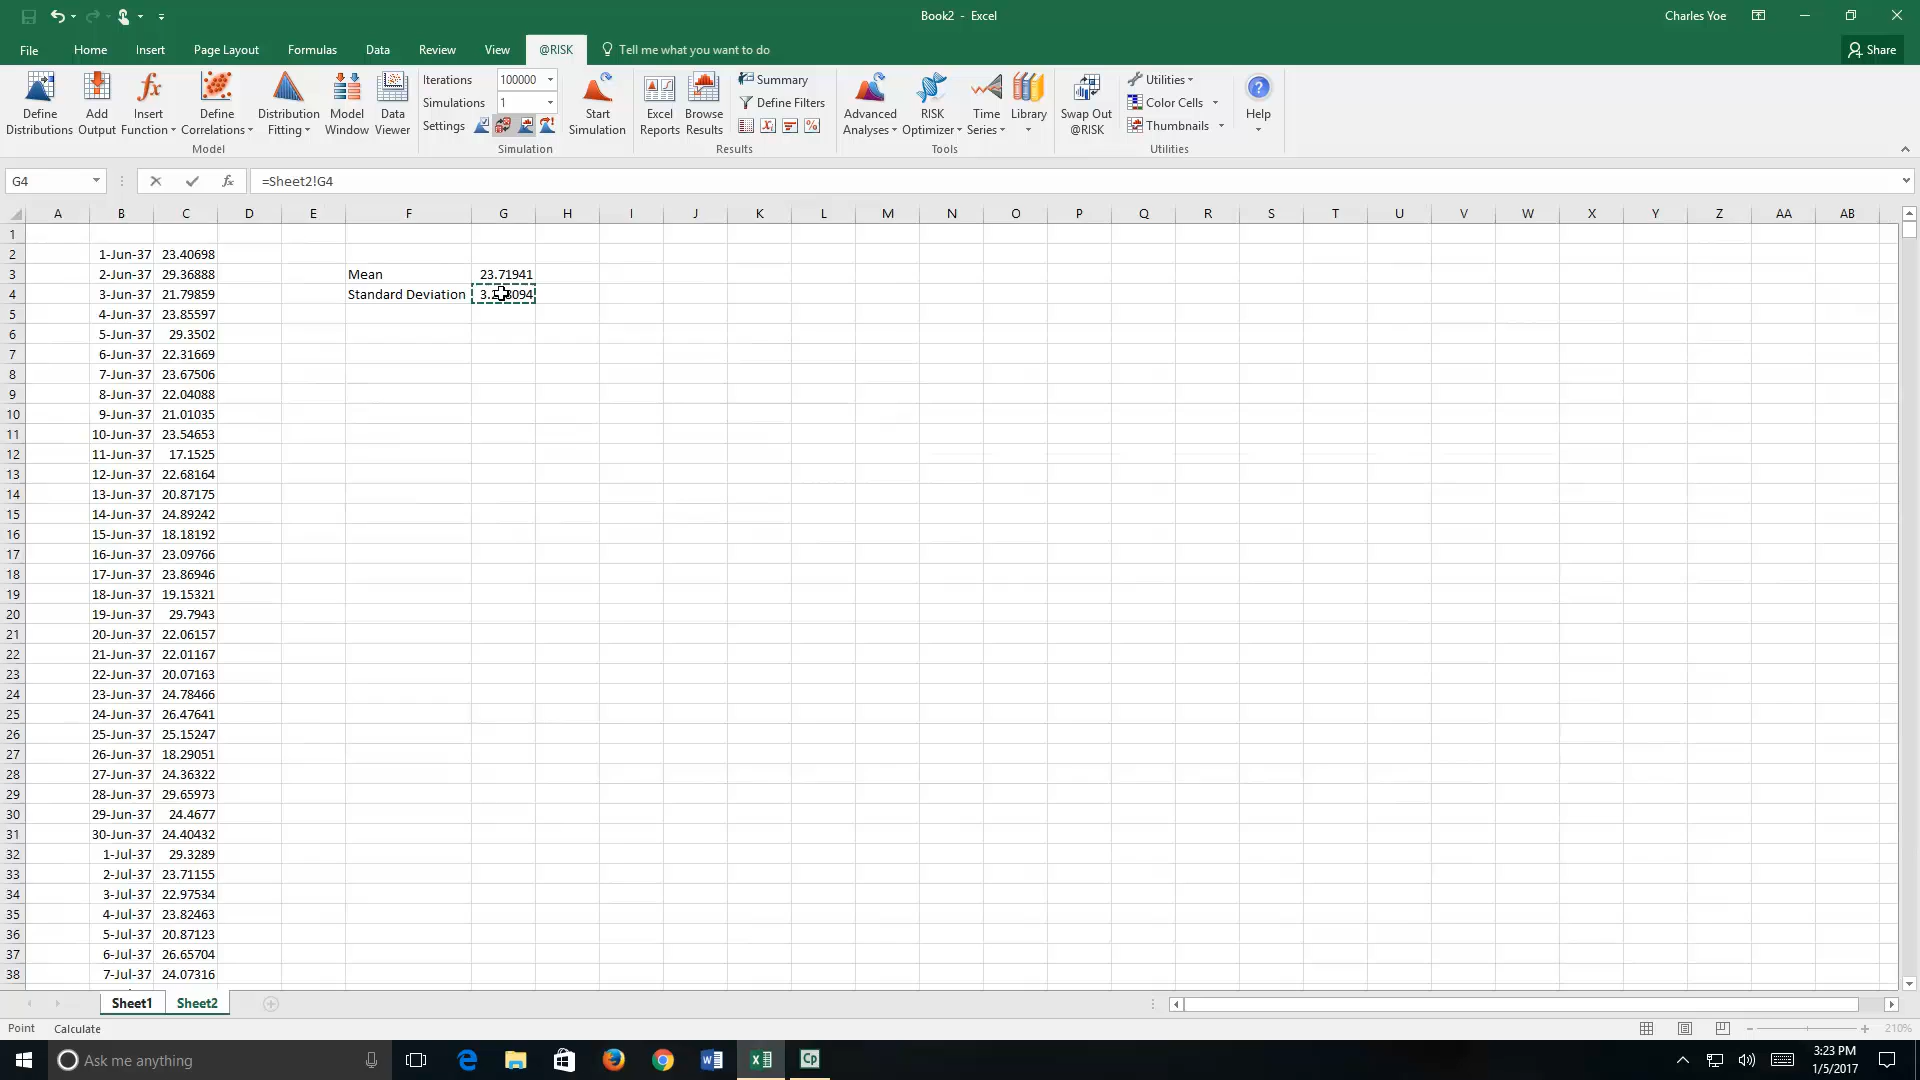 Book2 - Excel
Charles Yoe
File Home Insert Page Layout Formulas Data Review View @RISK Tell me what you want to do
Share
Define Distributions
Add Output
Insert Function
Define Correlations
Distribution Fitting
Model Window
Data Viewer
Model
Iterations 100000
Simulations 1
Settings
Start Simulation
Simulation
Excel Reports
Browse Results
Summary
Define Filters
Results
Advanced Analyses
RISK Optimizer
Time Series
Library
Tools
Swap Out @RISK
Utilities
Color Cells
Thumbnails
Utilities
Help
G4 fx =Sheet2!G4
A B C D E F G H I J K L M N O P Q R S T U V W X Y Z AA AB
1
2 1-Jun-37 23.40698
3 2-Jun-37 29.36888 Mean 23.71941
4 3-Jun-37 21.79859 Standard Deviation
5 4-Jun-37 23.85597
6 5-Jun-37 29.3502
7 6-Jun-37 22.31669
8 7-Jun-37 23.67506
9 8-Jun-37 22.04088
10 9-Jun-37 21.01035
11 10-Jun-37 23.54653
12 11-Jun-37 17.1525
13 12-Jun-37 22.68164
14 13-Jun-37 20.87175
15 14-Jun-37 24.89242
16 15-Jun-37 18.18192
17 16-Jun-37 23.09766
18 17-Jun-37 23.86946
19 18-Jun-37 19.15321
20 19-Jun-37 29.7943
21 20-Jun-37 22.06157
22 21-Jun-37 22.01167
23 22-Jun-37 20.07163
24 23-Jun-37 24.78466
25 24-Jun-37 26.47641
26 25-Jun-37 25.15247
27 26-Jun-37 18.29051
28 27-Jun-37 24.36322
29 28-Jun-37 29.65973
30 29-Jun-37 24.4677
31 30-Jun-37 24.40432
32 1-Jul-37 29.3289
33 2-Jul-37 23.71155
34 3-Jul-37 22.97534
35 4-Jul-37 23.82463
36 5-Jul-37 20.87123
37 6-Jul-37 26.65704
38 7-Jul-37 24.07316
Sheet1 Sheet2
Point Calculate 210%
Ask me anything
Cp
3:23 PM
1/5/2017